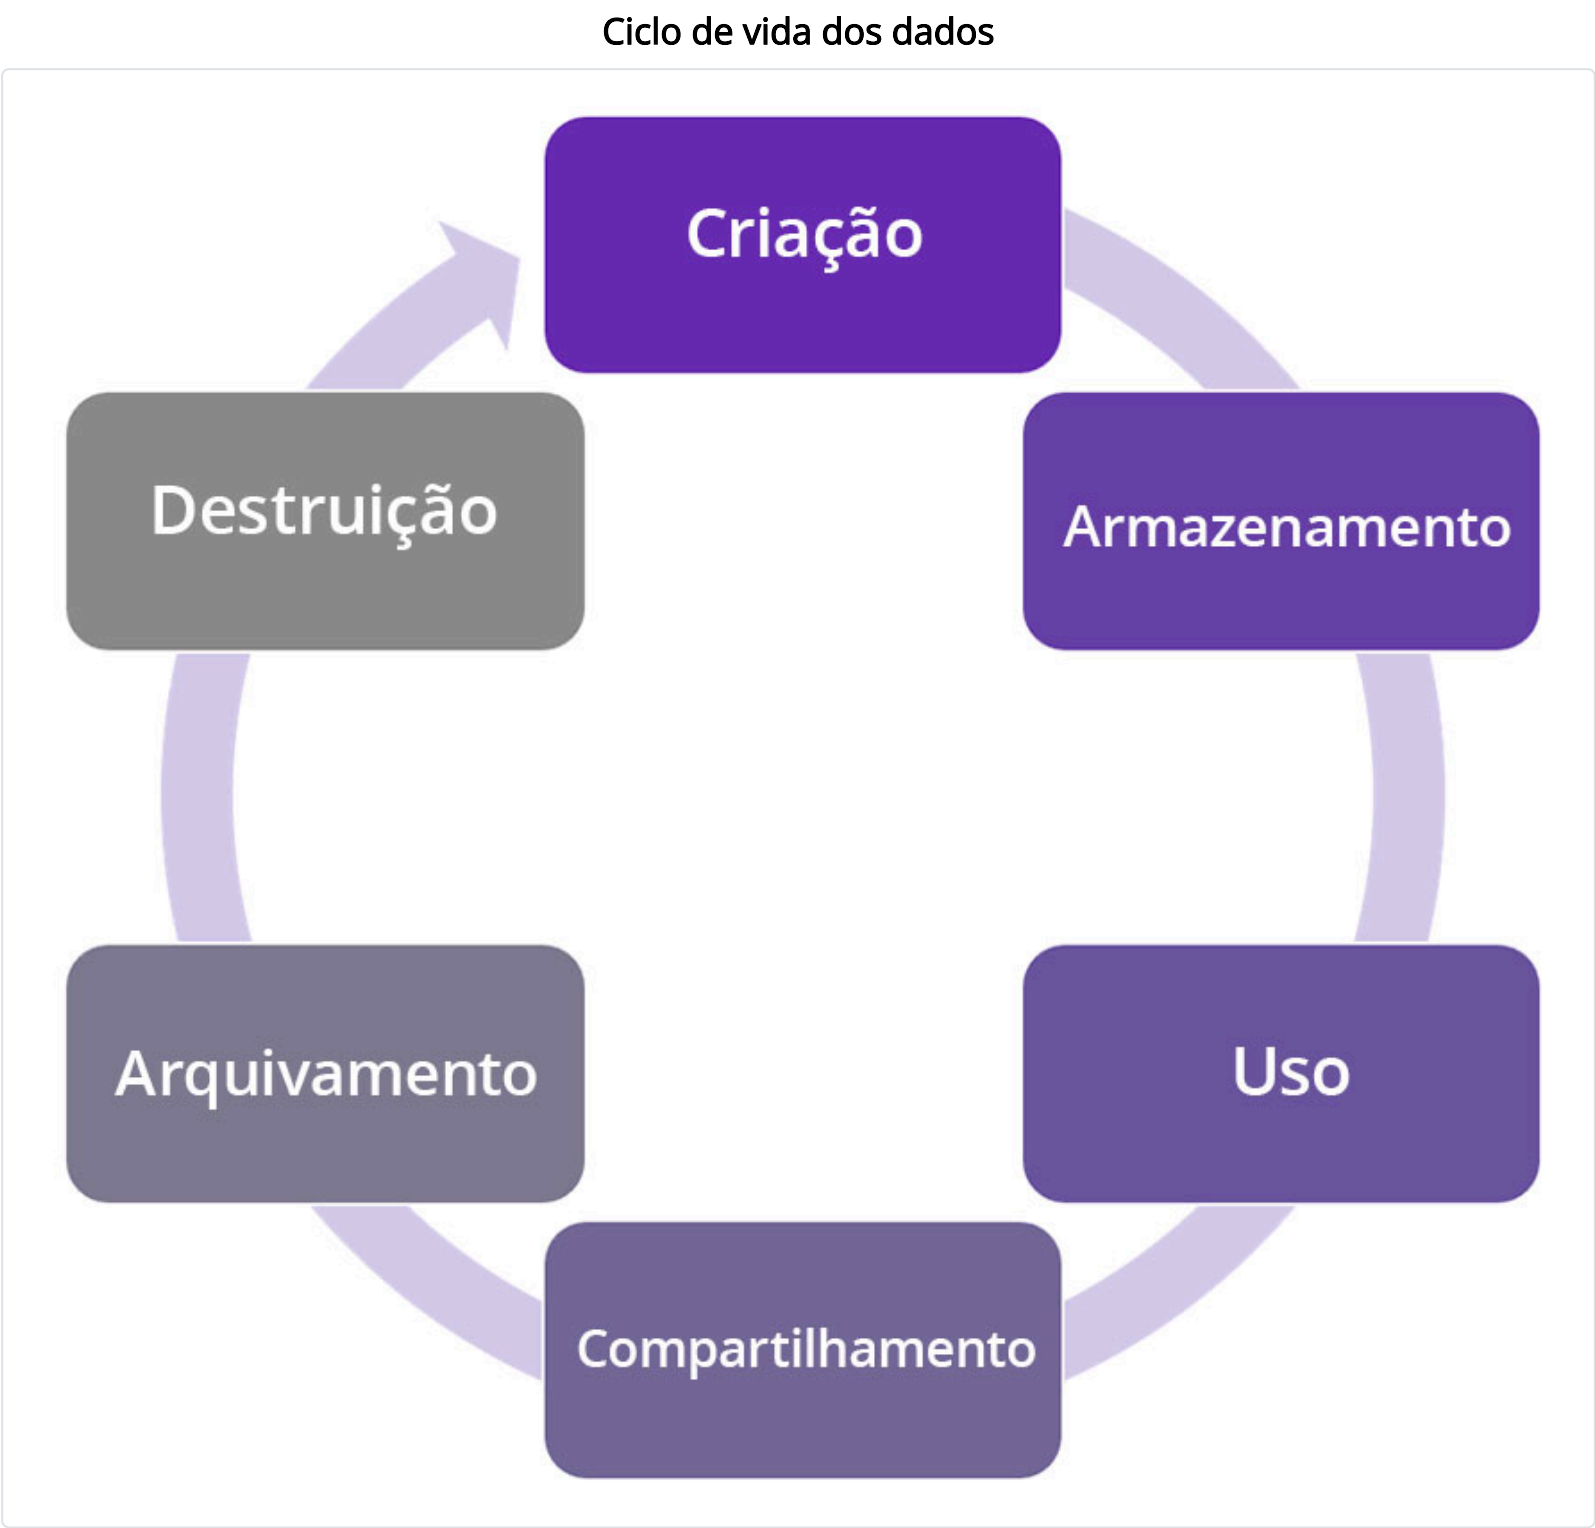 Ciclo de vida dos dados
Criação
Armazenamento
Uso
Compartilhamento
Arquivamento
Destruição